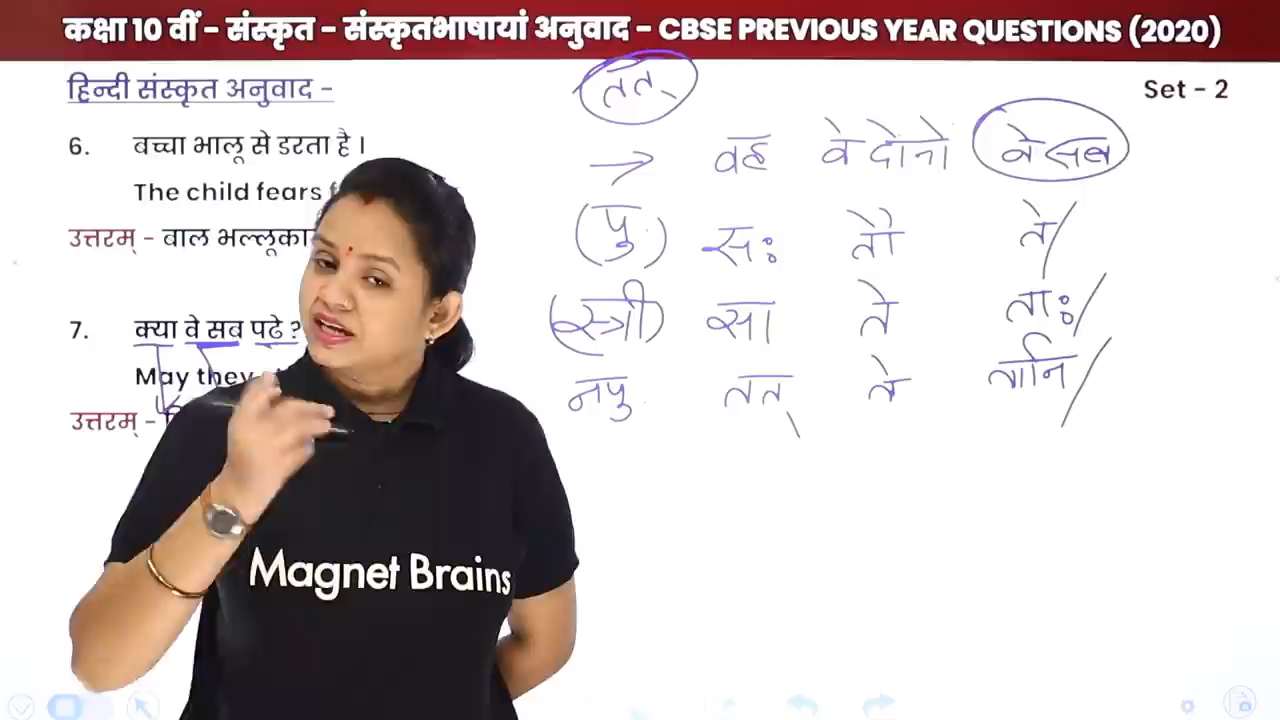 कक्षा 10 वीं - संस्कृत - संस्कृतभाषायां अनुवाद - CBSE PREVIOUS YEAR QUESTIONS (2020)
हिन्दी संस्कृत अनुवाद -
Set - 2
6. बच्चा भालू से डरता है ।
The child fears
उत्तरम् - बाल भल्लूका
7. क्या वे सब पढे ?
May they
उत्तरम् -
तत्
→ वह वे दोनो वे सब
(पु) सः तौ ते/
(स्त्री) सा ते ताः/
नपु तत् ते तानि/
Magnet Brains